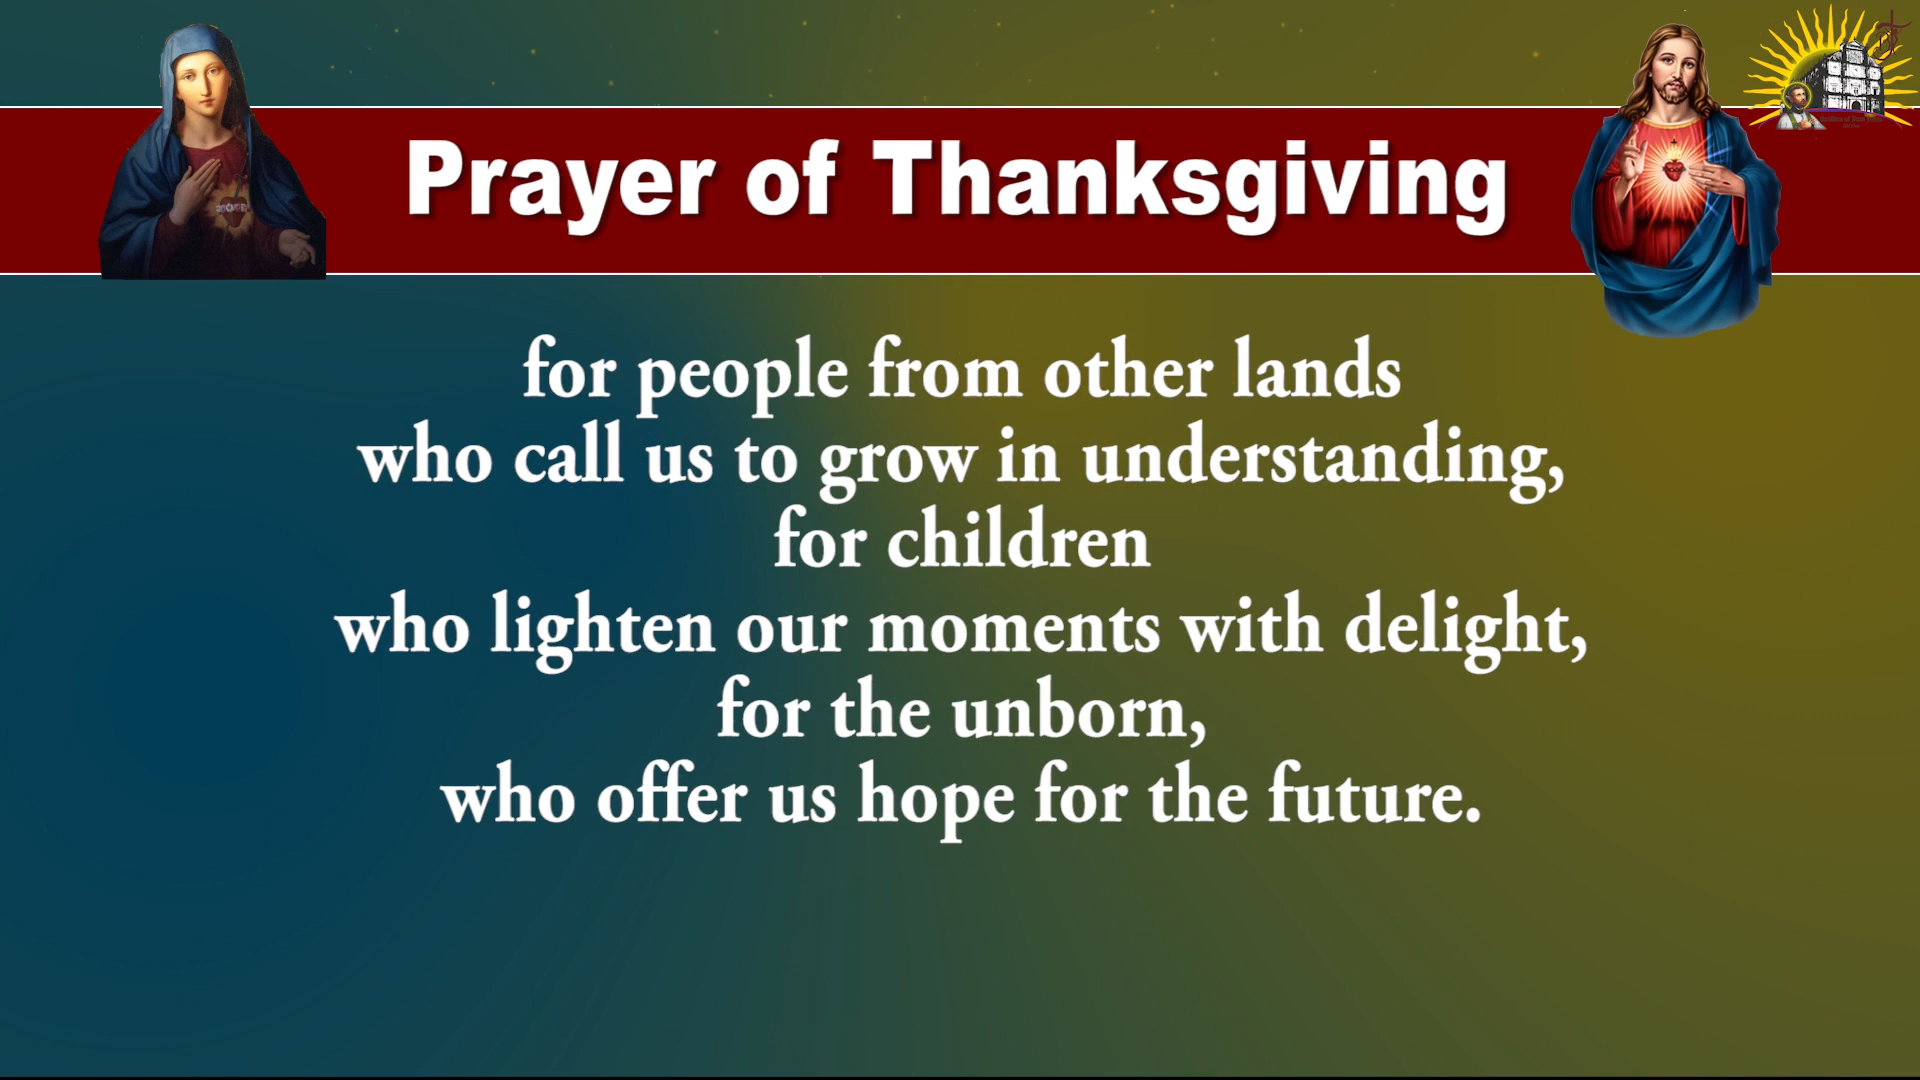 Prayer of Thanksgiving
for people from other lands
who call us to grow in understanding,
for children
who lighten our moments with delight,
for the unborn,
who offer us hope for the future.